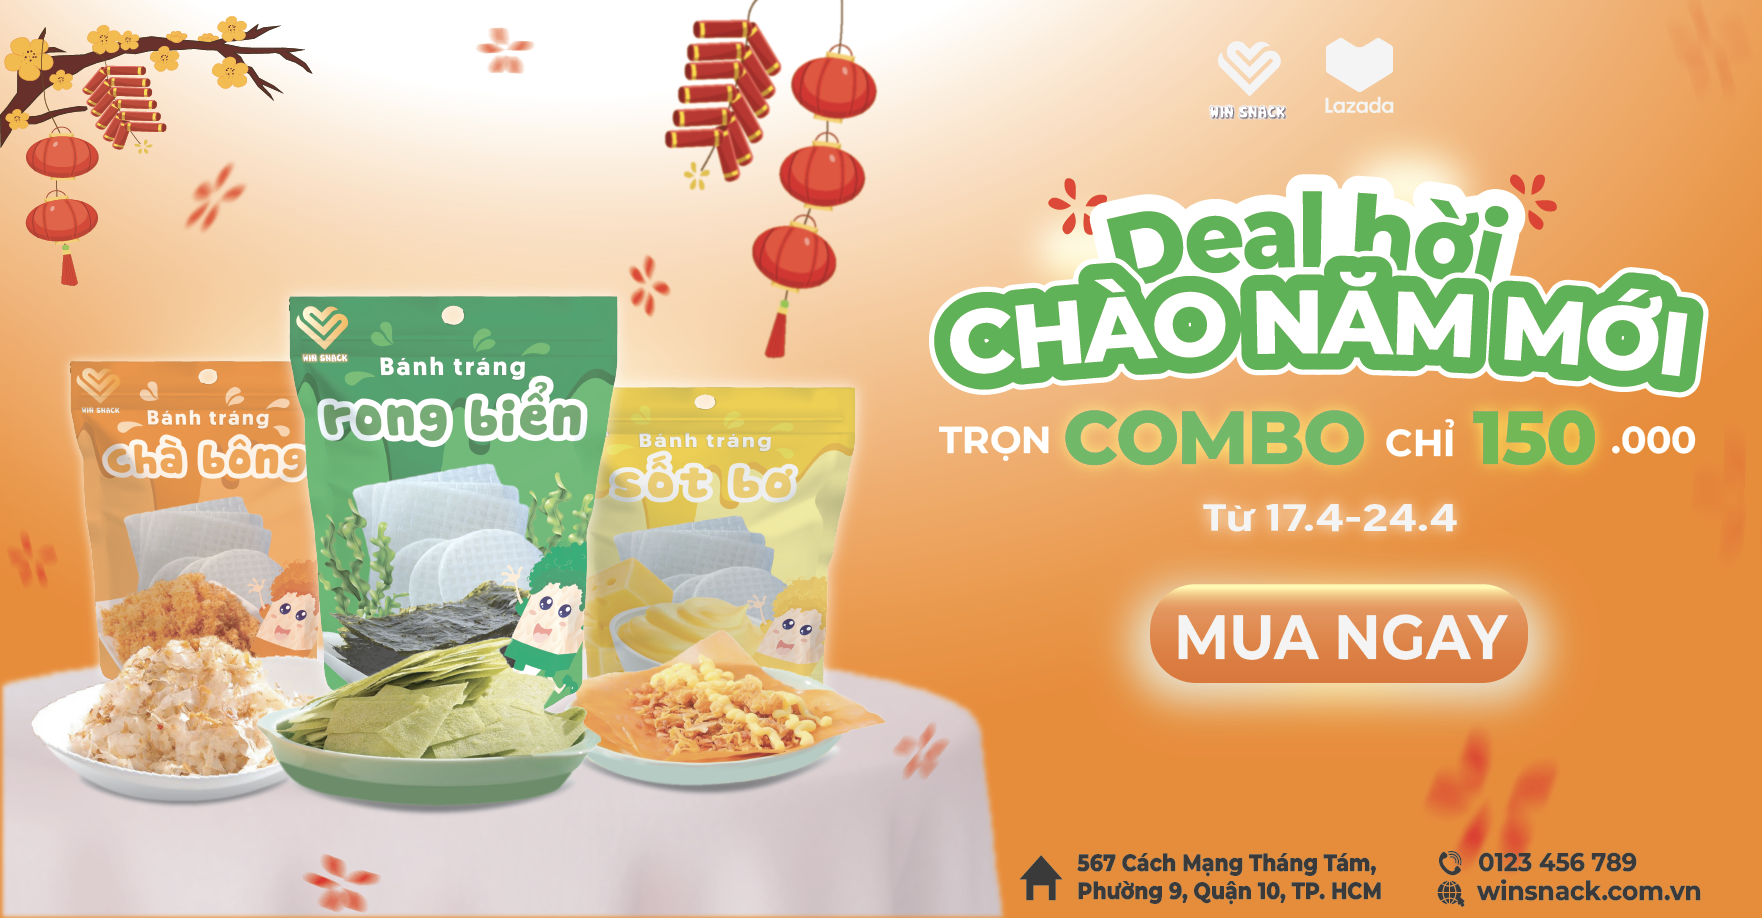 WIN SNACK
Lazada
Deal hời
CHÀO NĂM MỚI
TRỌN COMBO CHỈ 150.000
Từ 17.4-24.4
MUA NGAY
WIN SNACK
Bánh tráng
chà bông
WIN SNACK
Bánh tráng
rong biển
Bánh tráng
sốt bơ
567 Cách Mạng Tháng Tám,
Phường 9, Quận 10, TP. HCM
0123 456 789
winsnack.com.vn